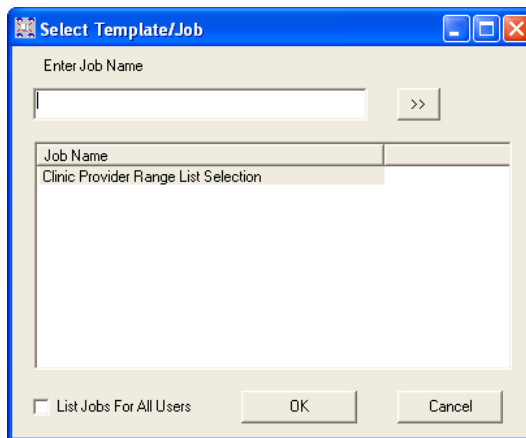 Select Template/Job
Enter Job Name
>>
Job Name
Clinic Provider Range List Selection
List Jobs For All Users
OK
Cancel